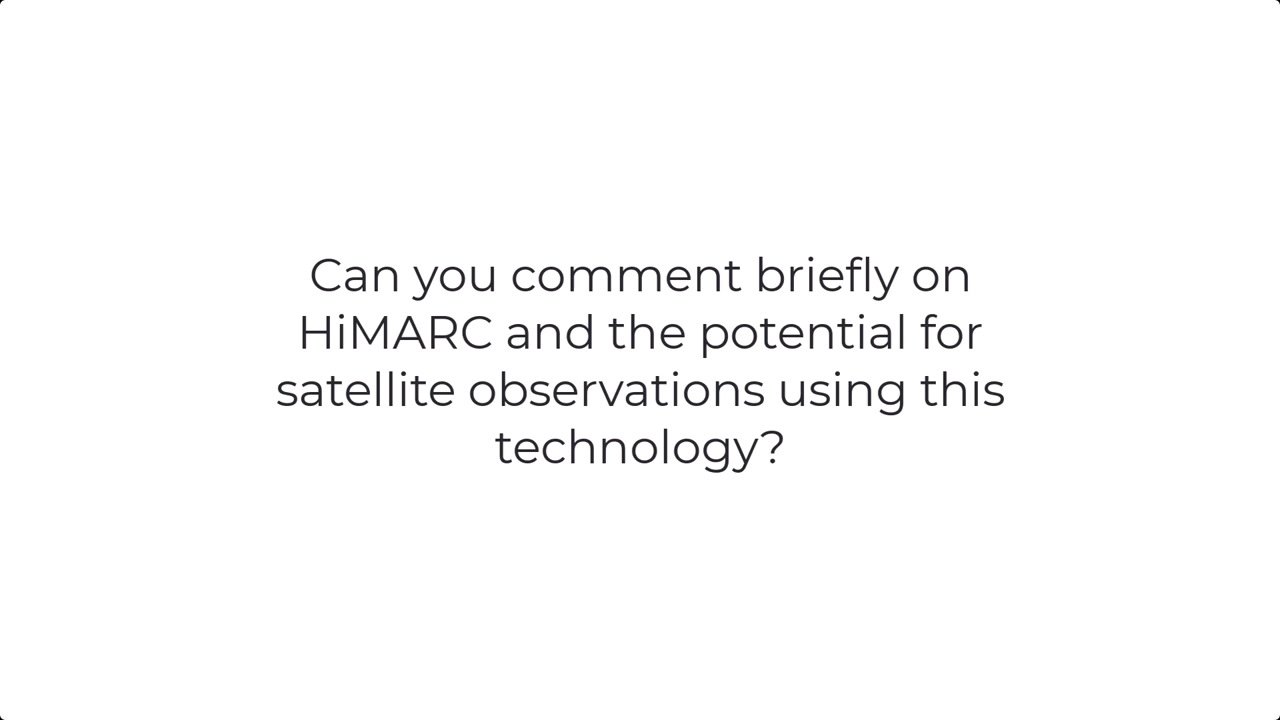 Can you comment briefly on
HiMARC and the potential for
satellite observations using this
technology?